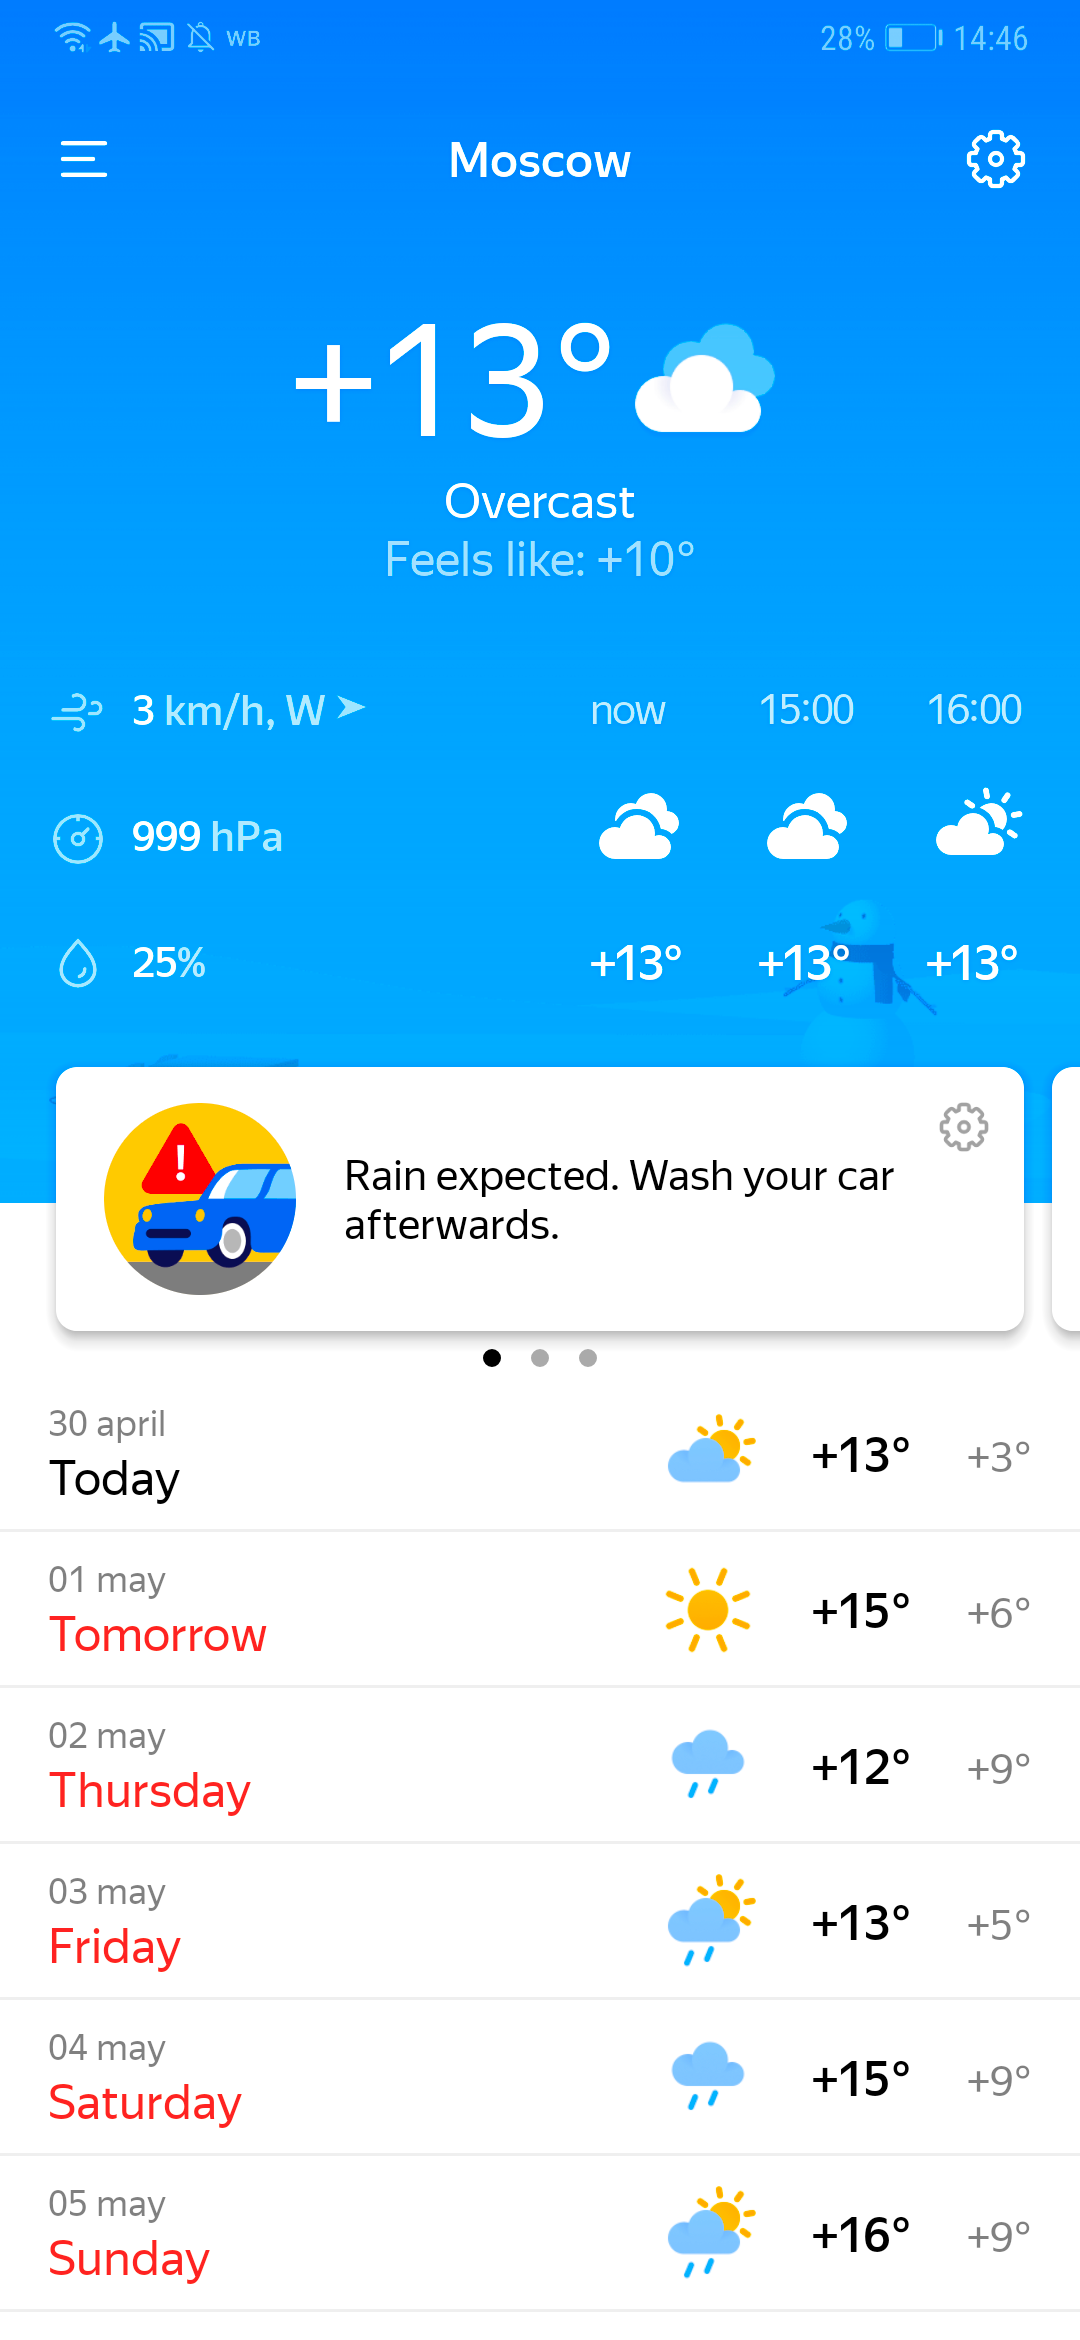 WB 28% 14:46
Moscow
+13°
Overcast
Feels like: +10°
3 km/h, W now 15:00 16:00
999 hPa
25% +13° +13° +13°
Rain expected. Wash your car
afterwards.
30 april
Today +13° +3°
01 may
Tomorrow +15° +6°
02 may
Thursday +12° +9°
03 may
Friday +13° +5°
04 may
Saturday +15° +9°
05 may
Sunday +16° +9°